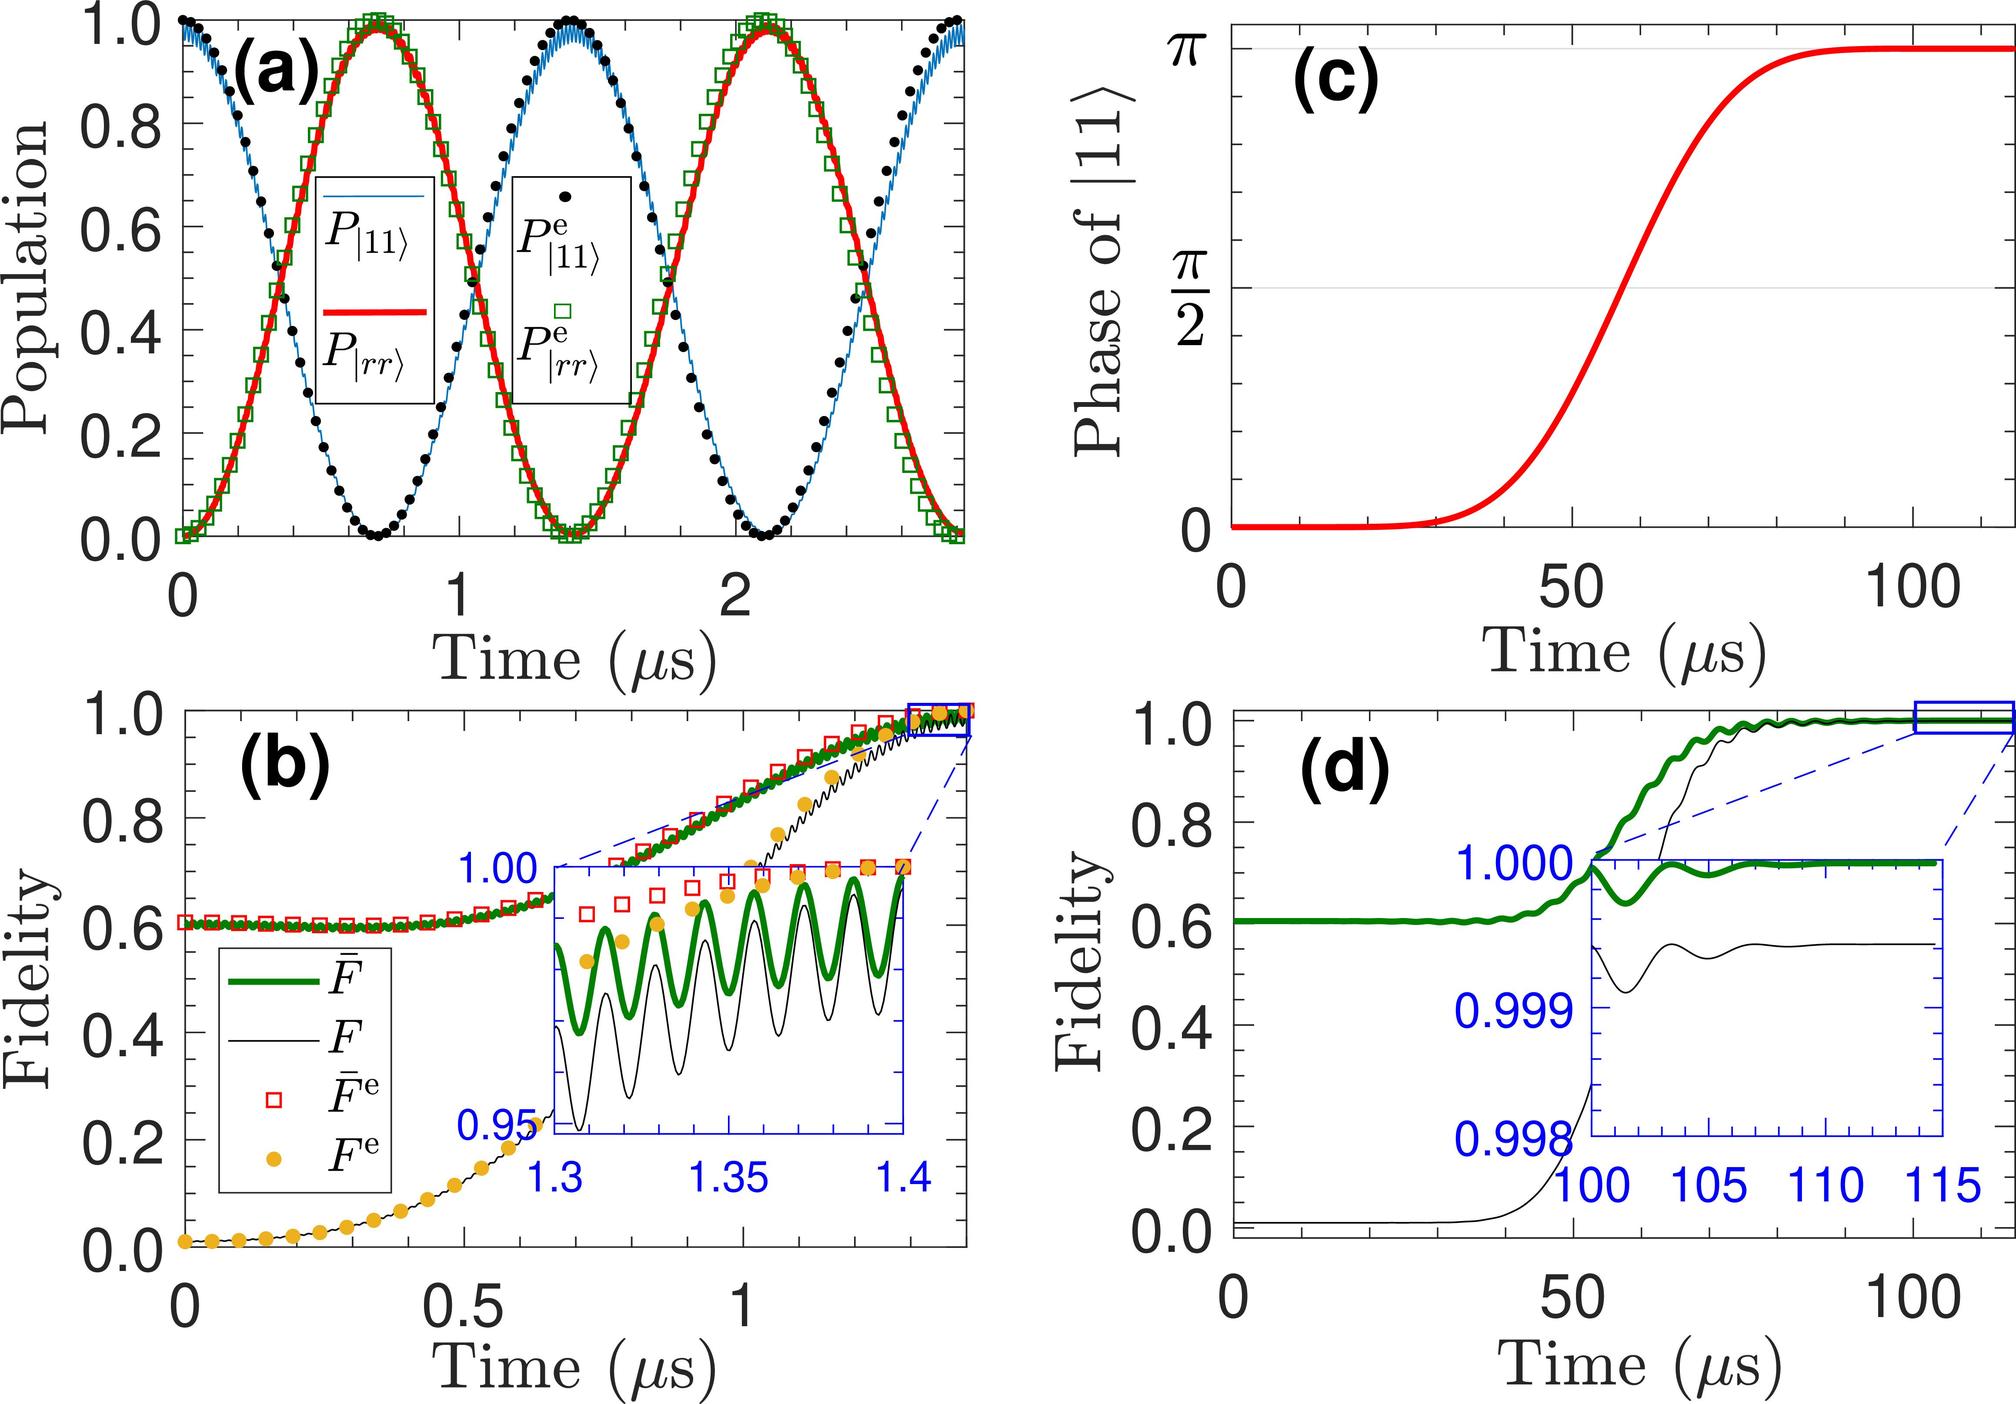 (a)
1.0
0.8
0.6
0.4
0.2
0.0
Population
P|11⟩
P|rr⟩
Pᵉ|11⟩
Pᵉ|rr⟩
0 1 2
Time (μs)
(c)
π
π/2
0
Phase of |11⟩
0 50 100
Time (μs)
(b)
1.0
0.8
0.6
0.4
0.2
0.0
Fidelity
F̄
F
F̄ᵉ
Fᵉ
1.00
0.95
1.3 1.35 1.4
0 0.5 1
Time (μs)
(d)
1.0
0.8
0.6
0.4
0.2
0.0
Fidelity
1.000
0.999
0.998
100 105 110 115
0 50 100
Time (μs)